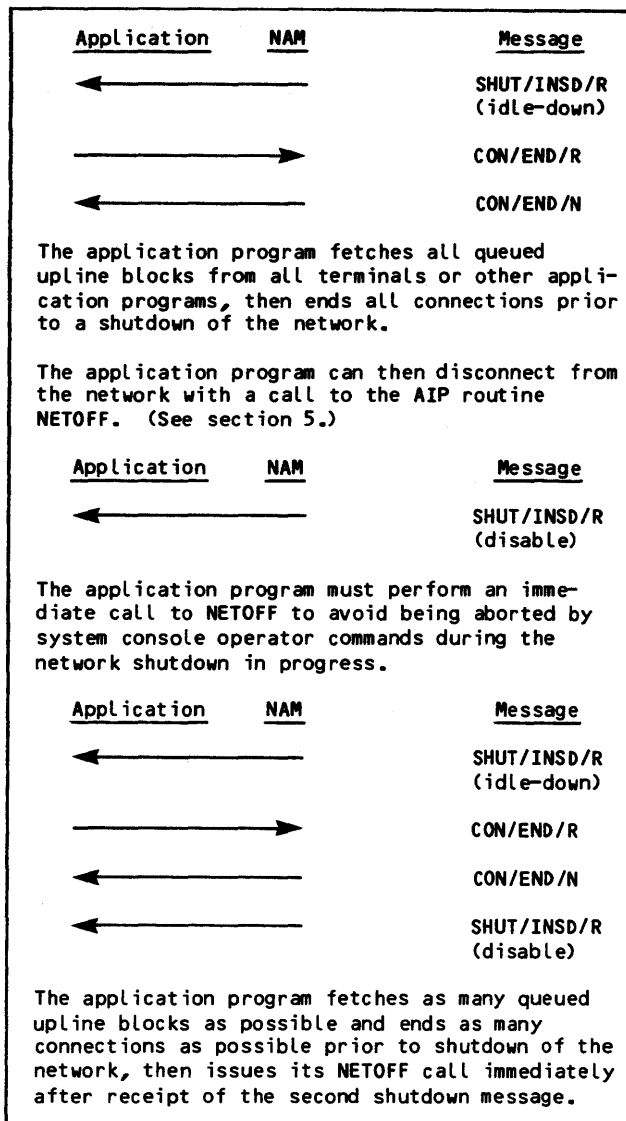 Application NAM Message
SHUT/INSD/R
(idle-down)
CON/END/R
CON/END/N
The application program fetches all queued
upline blocks from all terminals or other appli-
cation programs, then ends all connections prior
to a shutdown of the network.
The application program can then disconnect from
the network with a call to the AIP routine
NETOFF. (See section 5.)
Application NAM Message
SHUT/INSD/R
(disable)
The application program must perform an imme-
diate call to NETOFF to avoid being aborted by
system console operator commands during the
network shutdown in progress.
Application NAM Message
SHUT/INSD/R
(idle-down)
CON/END/R
CON/END/N
SHUT/INSD/R
(disable)
The application program fetches as many queued
upline blocks as possible and ends as many
connections as possible prior to shutdown of the
network, then issues its NETOFF call immediately
after receipt of the second shutdown message.